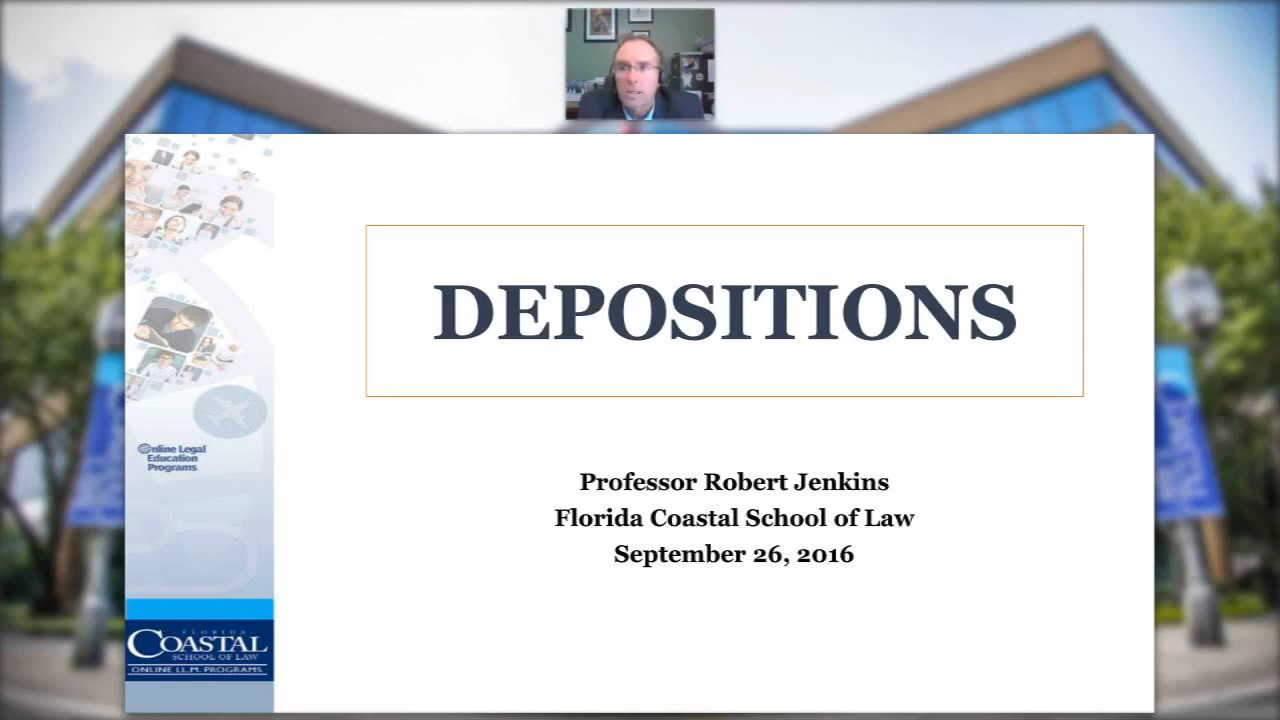 DEPOSITIONS
Professor Robert Jenkins
Florida Coastal School of Law
September 26, 2016
Online Legal
Education
Programs
FLORIDA
COASTAL
SCHOOL OF LAW
ONLINE LL.M. PROGRAMS